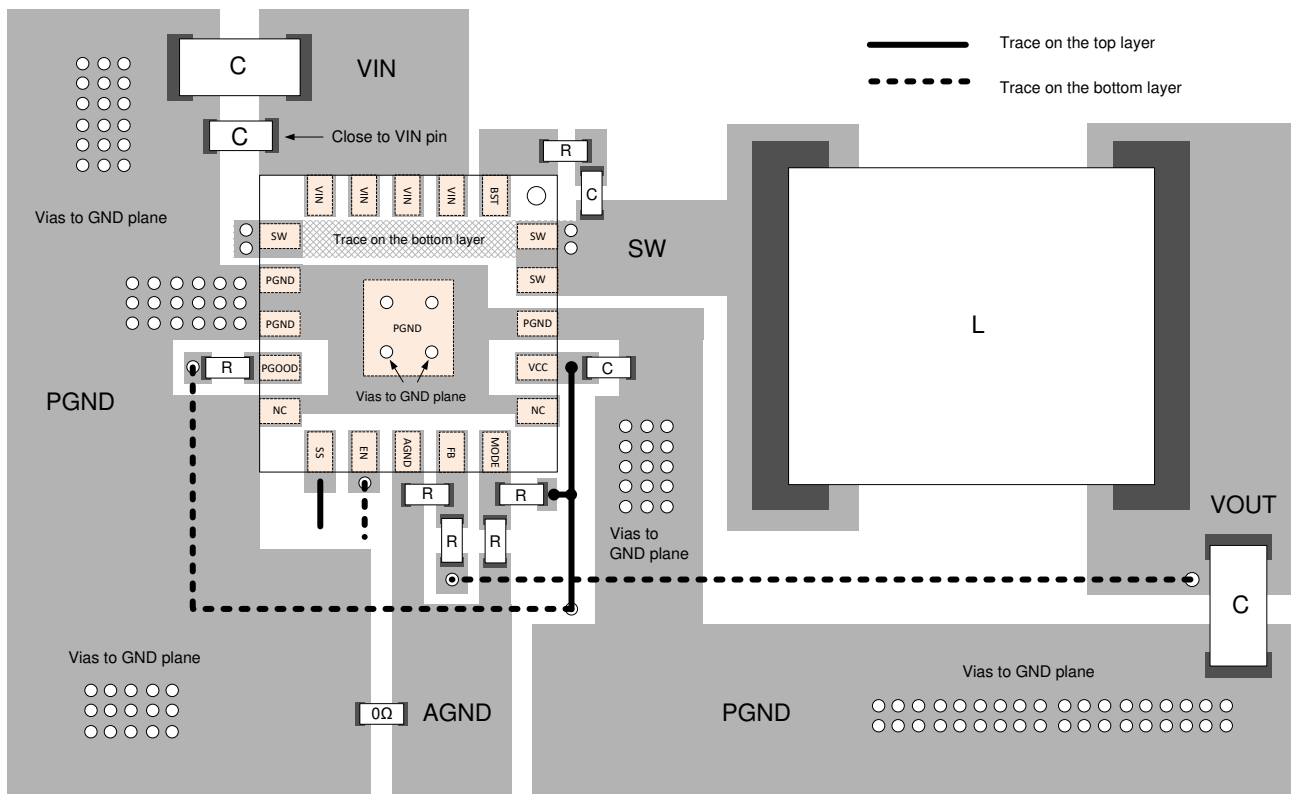 Trace on the top layer
C
VIN
Trace on the bottom layer
C
Close to VIN pin
R
VIN
VIN
VIN
VIN
BST
C
Vias to GND plane
SW
Trace on the bottom layer
SW
SW
PGND
SW
PGND
PGND
PGND
L
PGOOD
R
VCC
C
Vias to GND plane
PGND
NC
NC
SS
EN
AGND
FB
MODE
R
R
VOUT
R
R
Vias to
GND plane
C
Vias to GND plane
Vias to GND plane
0Ω
AGND
PGND